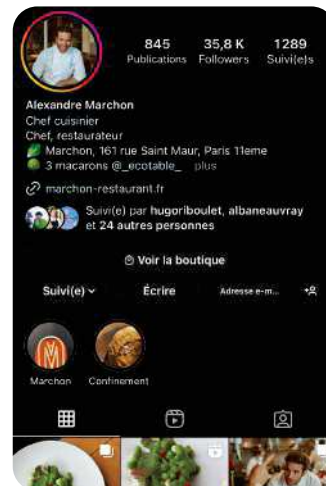 845 35,8 K 1289
Publications Followers Suivi(e)s
Alexandre Marchon
Chef cuisinier
Chef, restaurateur
Marchon, 161 rue Saint Maur, Paris 11eme
3 macarons @_ecotable_ plus
marchon-restaurant.fr
Suivi(e) par hugoriboulet, albaneauvray
et 24 autres personnes
Voir la boutique
Suivi(e) Écrire Adresse e-m...
Marchon Confinement